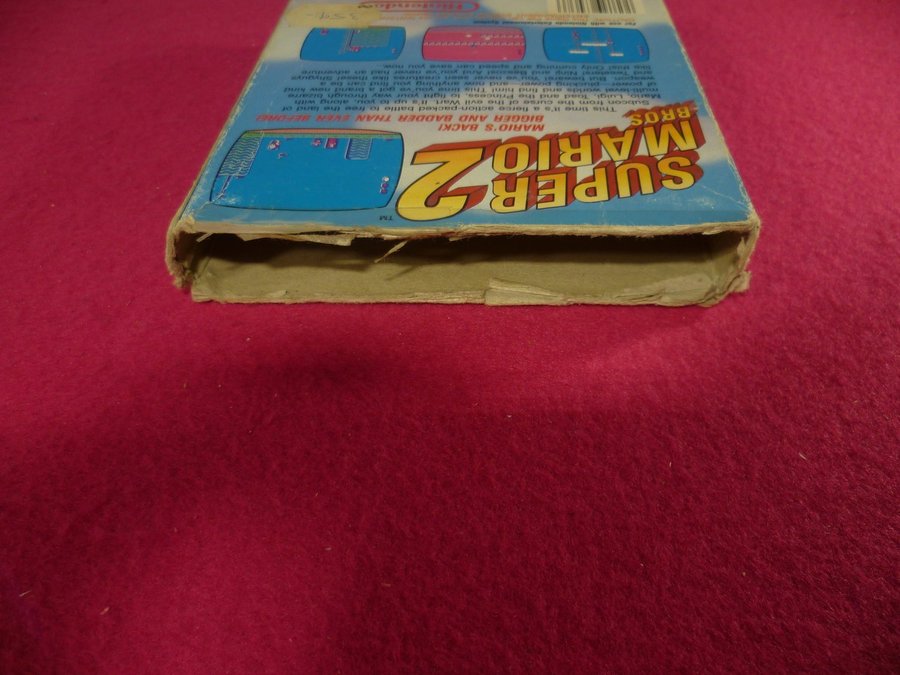 SUPER
MARIO
BROS.
2
TM
MARIO'S BACK!
BIGGER AND BADDER THAN EVER BEFORE!
This time it's a fierce action-packed battle to free the land of
Subcon from the curse of the evil Wart. It's up to you, along with
Mario, Luigi, Toad and the Princess, to fight your way through bizarre
multi-level worlds and find him! This time you've got a brand new kind
of power—plucking power—and now anything you find can be a
weapon. But beware! You've never seen creatures like these! Shyguys
and Tweeters! Ninji and Beezos! And you've never had an adventure
like this! Only cunning and speed can save you now.
For use with Nintendo Entertainment System
Nintendo®